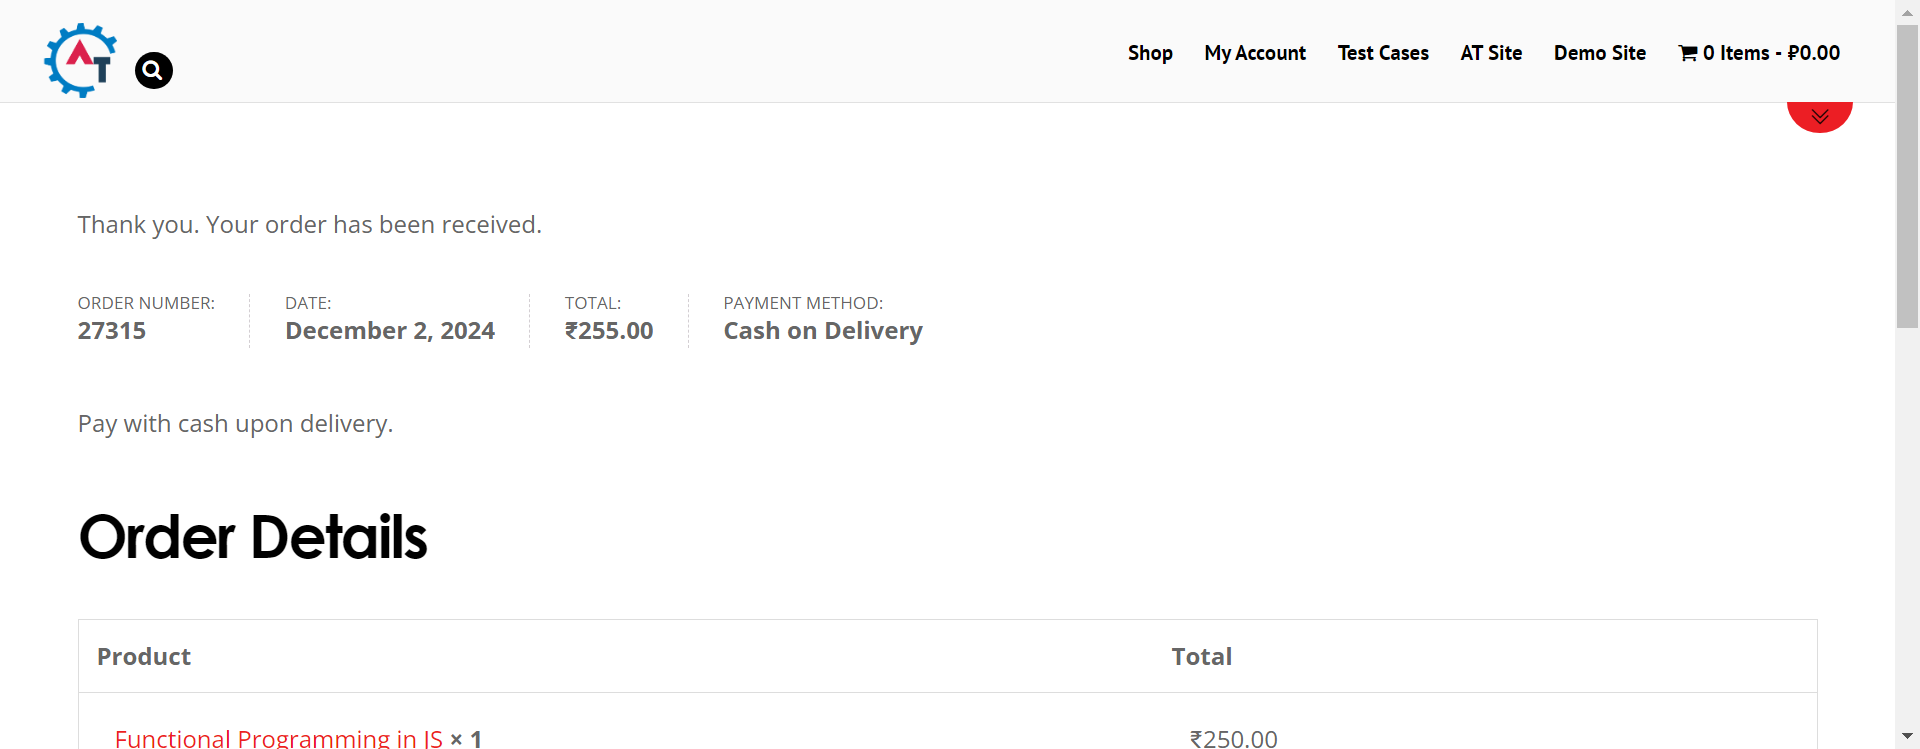 AT
Shop My Account Test Cases AT Site Demo Site 0 Items - ₽0.00
Thank you. Your order has been received.
ORDER NUMBER: DATE: TOTAL: PAYMENT METHOD:
27315 December 2, 2024 ₹255.00 Cash on Delivery
Pay with cash upon delivery.
Order Details
Product Total
Functional Programming in JS × 1 ₹250.00